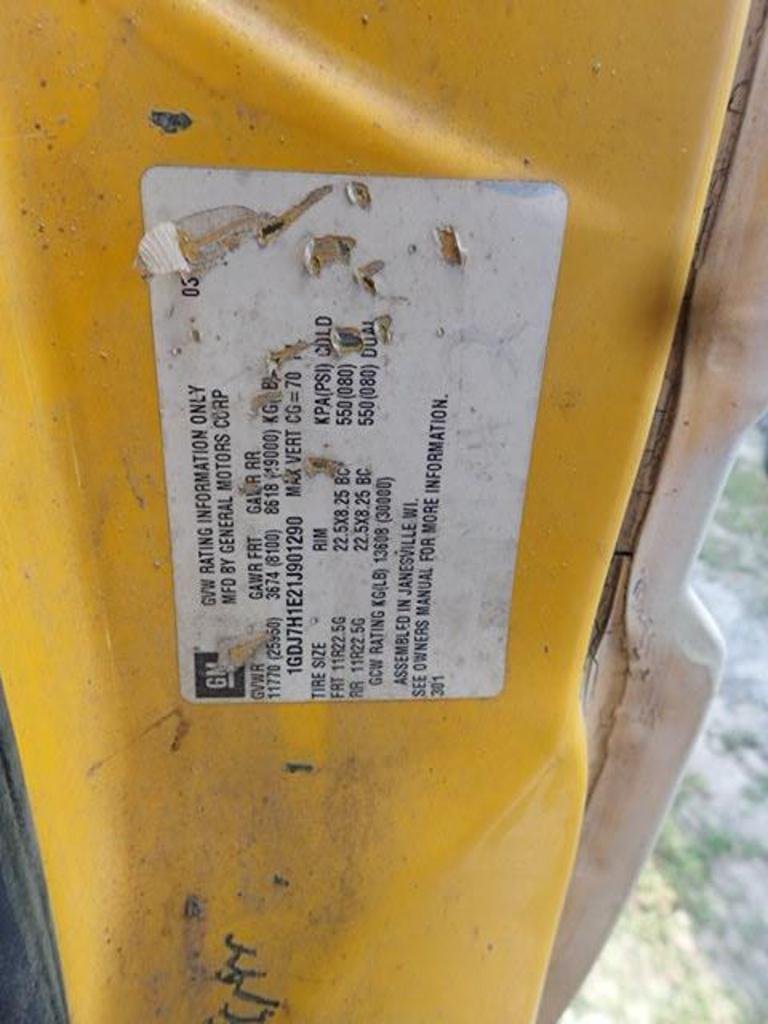 GM
GVW RATING INFORMATION ONLY
MFD BY GENERAL MOTORS CORP 03
GVWR GAWR FRT GAWR RR
11770 (25950) 3674 (8100) 8618 (19000) KG(LB)
1GDJ7H1E21J901290 MAX VERT CG = 70
TIRE SIZE RIM KPA(PSI) COLD
FRT 11R22.5G 22.5X8.25 BC 550(080)
RR 11R22.5G 22.5X8.25 BC 550(080) DUAL
GCW RATING KG(LB) 13608 (30000)
ASSEMBLED IN JANESVILLE WI.
SEE OWNERS MANUAL FOR MORE INFORMATION.
301